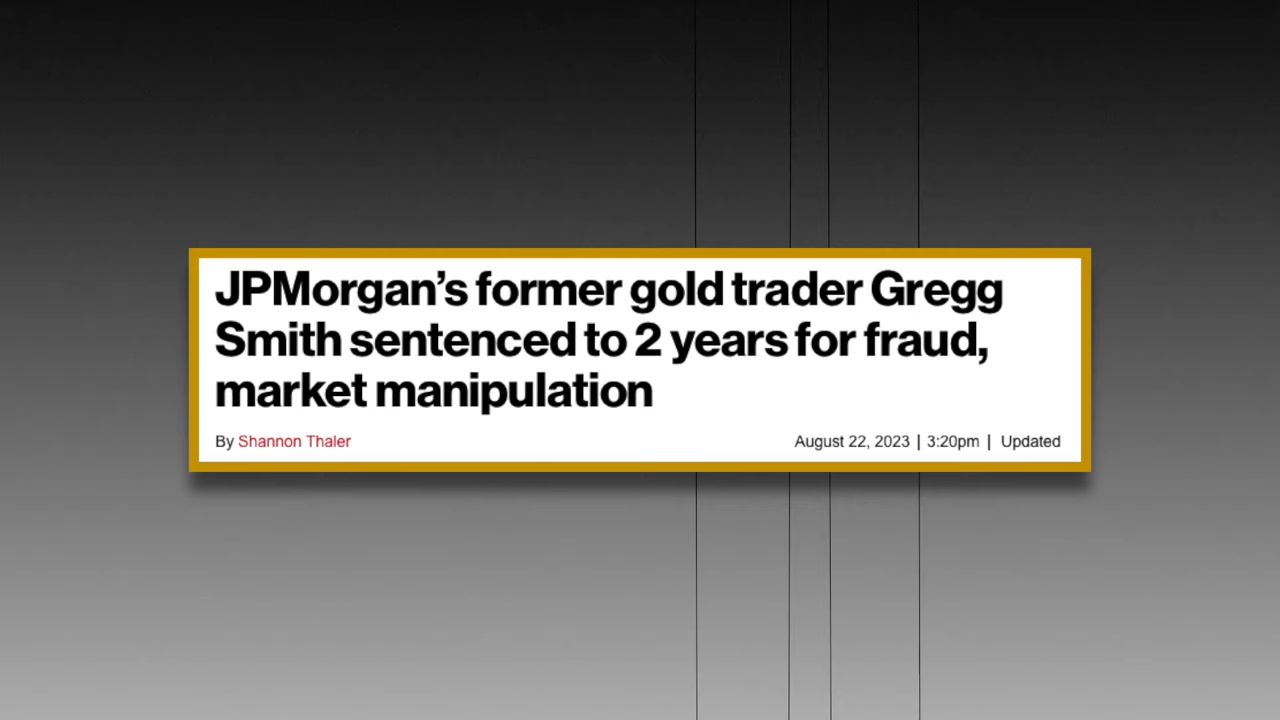 JPMorgan’s former gold trader Gregg
Smith sentenced to 2 years for fraud,
market manipulation
By Shannon Thaler August 22, 2023 | 3:20pm | Updated